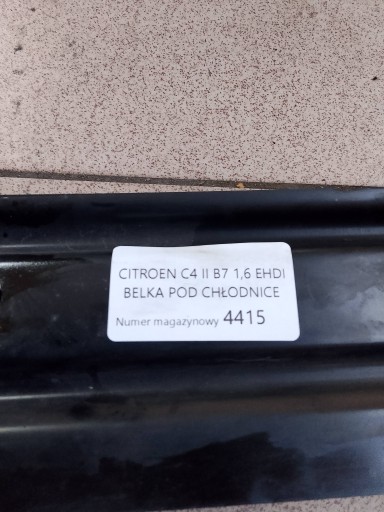 CITROEN C4 II B7 1,6 EHDI
BELKA POD CHŁODNICE
Numer magazynowy 4415